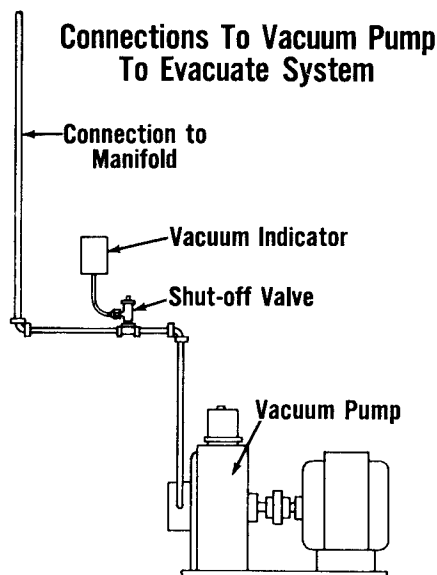 Connections To Vacuum Pump
To Evacuate System
Connection to
Manifold
Vacuum Indicator
Shut-off Valve
Vacuum Pump